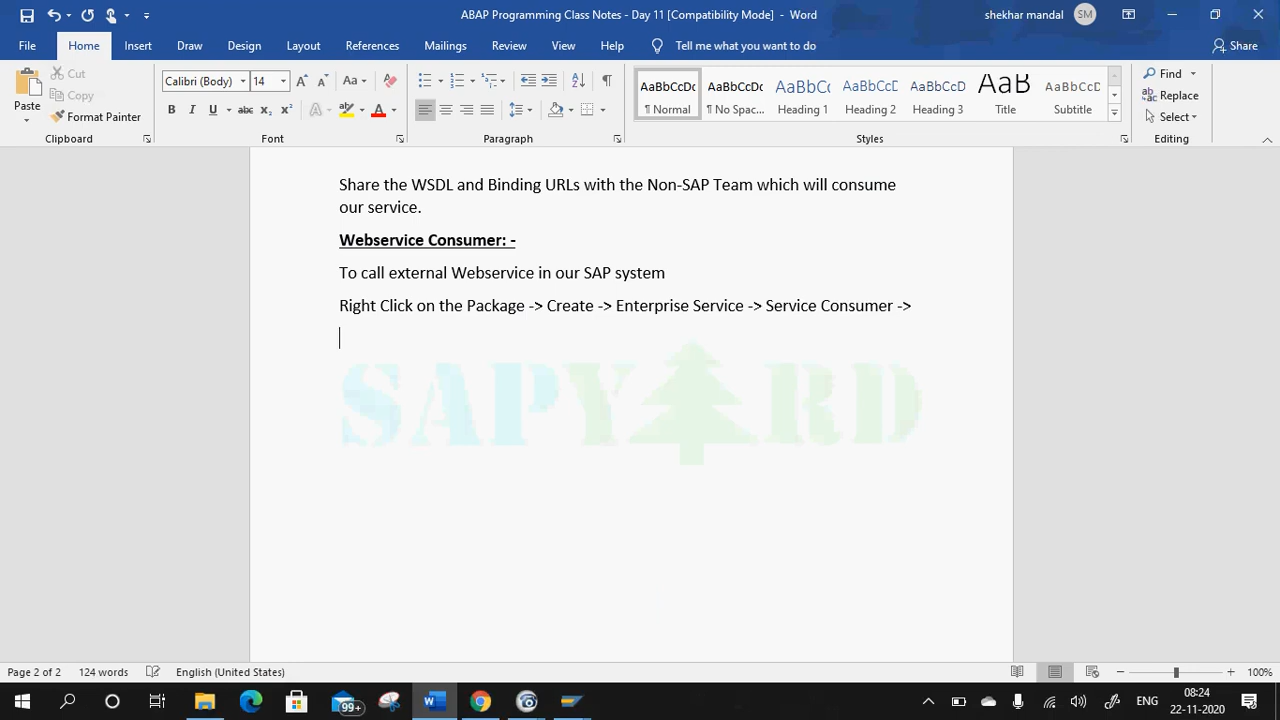 ABAP Programming Class Notes - Day 11 [Compatibility Mode] - Word
shekhar mandal
SM
File
Home
Insert
Draw
Design
Layout
References
Mailings
Review
View
Help
Tell me what you want to do
Share
Paste
Cut
Copy
Format Painter
Clipboard
Calibri (Body)
14
Font
Paragraph
AaBbCcDc
¶ Normal
AaBbCcDc
¶ No Spac...
AaBbCc
Heading 1
AaBbCcD
Heading 2
AaBbCcD
Heading 3
AaB
Title
AaBbCcD
Subtitle
Styles
Find
Replace
Select
Editing
Share the WSDL and Binding URLs with the Non-SAP Team which will consume
our service.
Webservice Consumer: -
To call external Webservice in our SAP system
Right Click on the Package -> Create -> Enterprise Service -> Service Consumer ->
SAPYARD
Page 2 of 2
124 words
English (United States)
100%
99+
ENG
08:24
22-11-2020